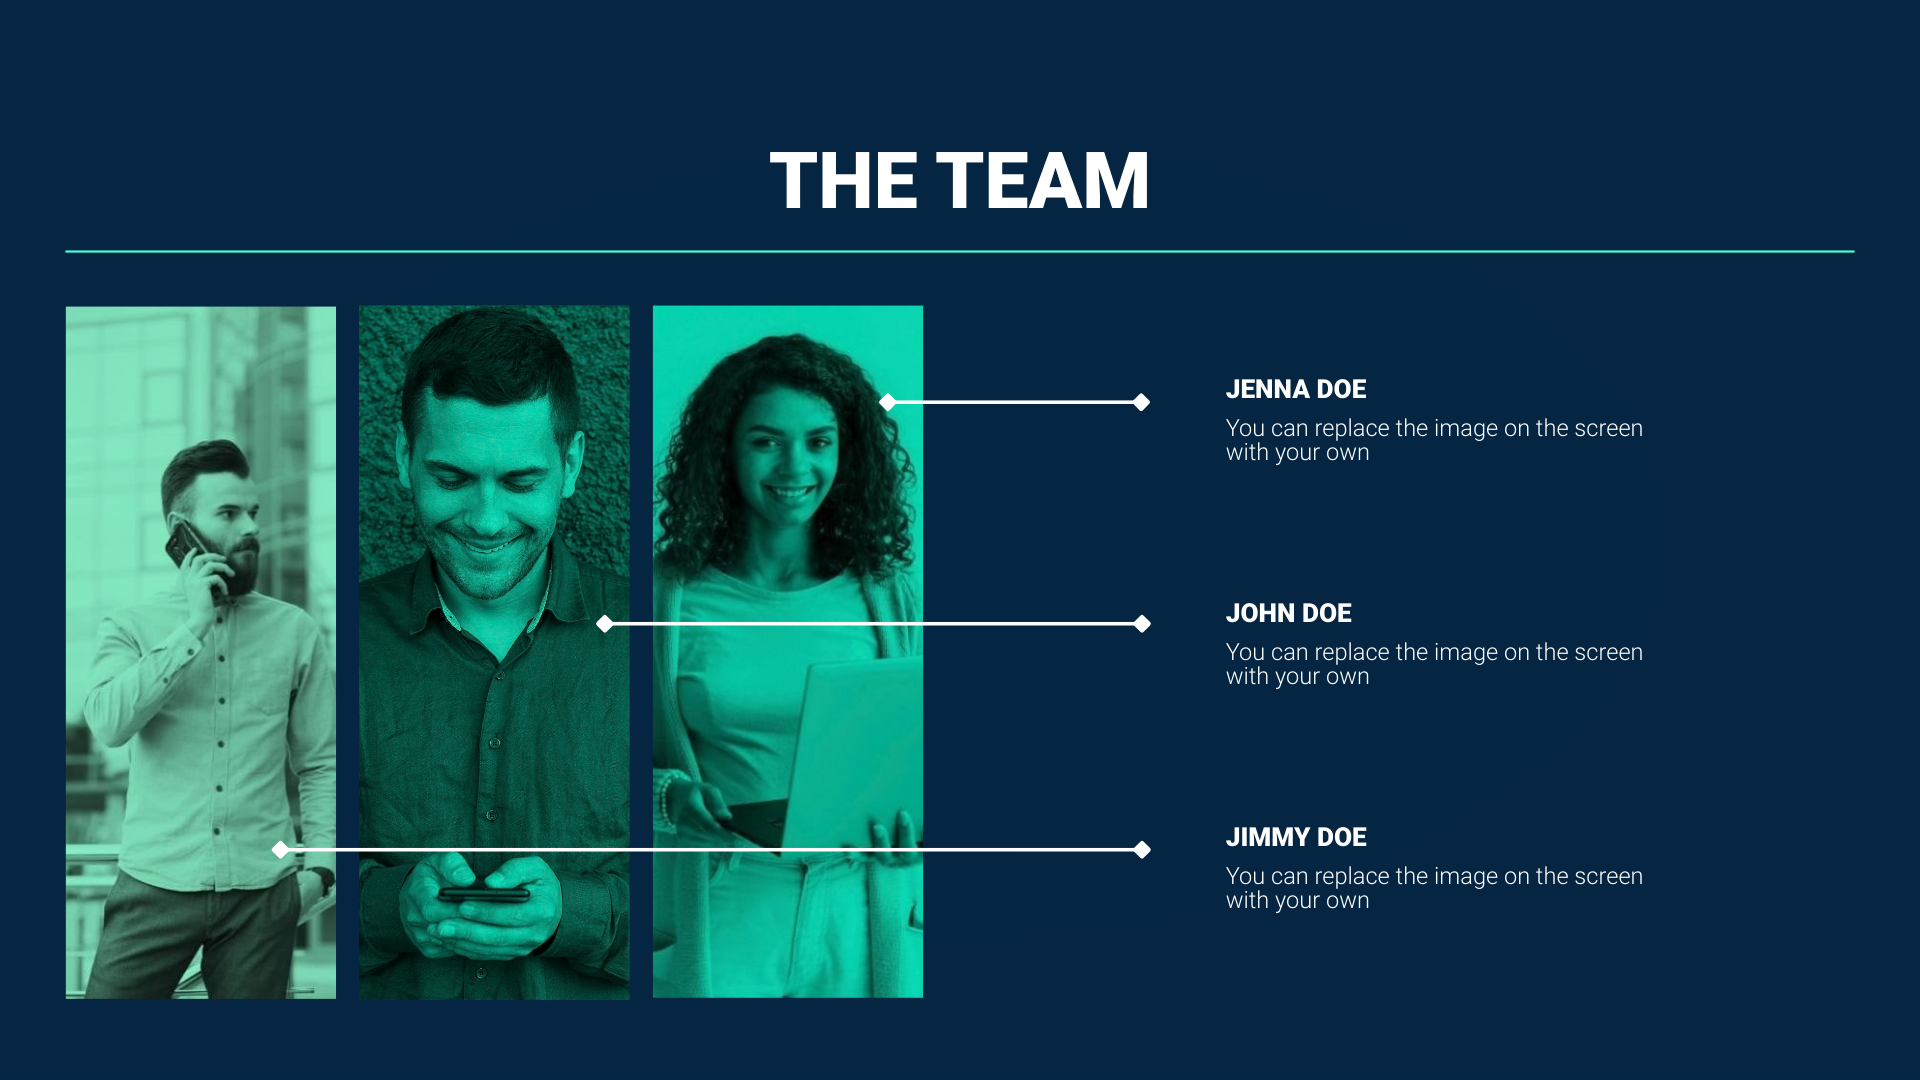 THE TEAM
JENNA DOE
You can replace the image on the screen
with your own
JOHN DOE
You can replace the image on the screen
with your own
JIMMY DOE
You can replace the image on the screen
with your own